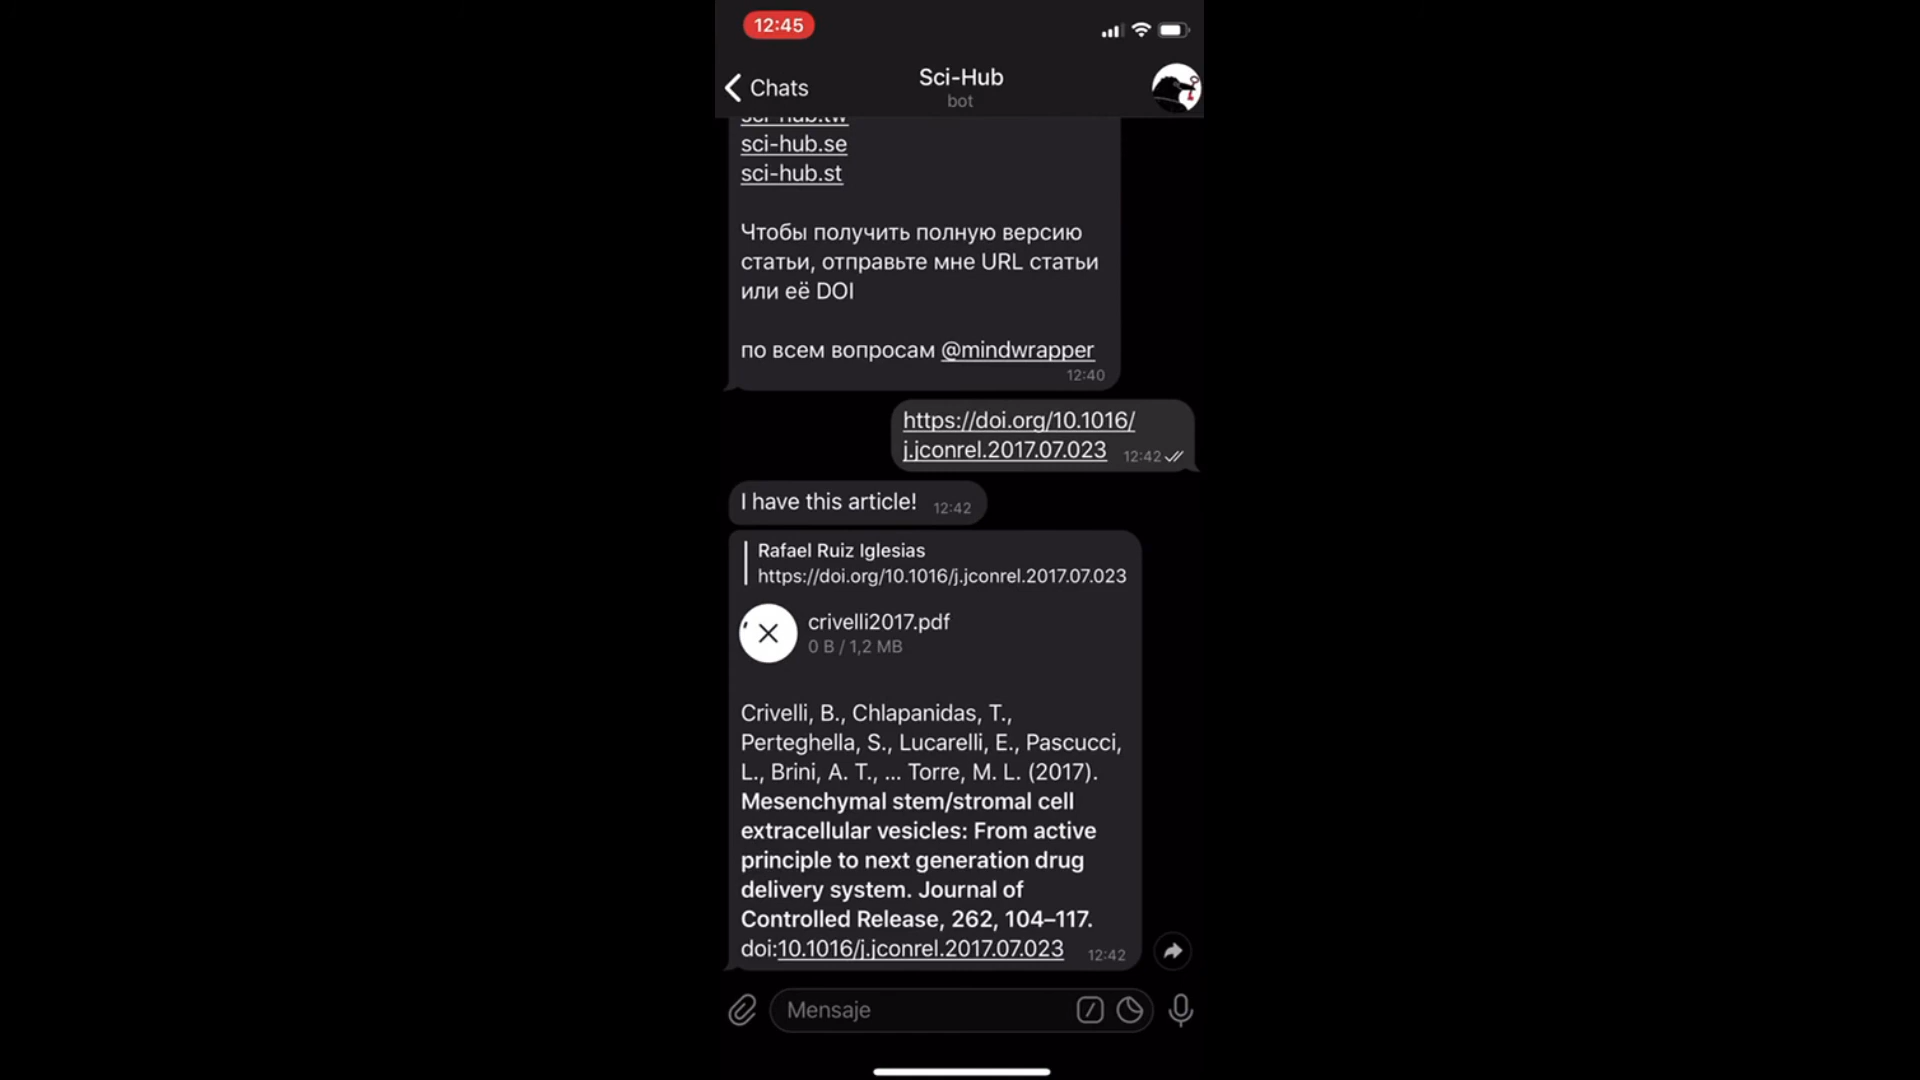 12:45
Chats
Sci-Hub
bot
sci-hub.tw
sci-hub.se
sci-hub.st
Чтобы получить полную версию
статьи, отправьте мне URL статьи
или её DOI
по всем вопросам @mindwrapper
12:40
https://doi.org/10.1016/
j.jconrel.2017.07.023 12:42
I have this article! 12:42
Rafael Ruiz Iglesias
https://doi.org/10.1016/j.jconrel.2017.07.023
crivelli2017.pdf
0 B / 1,2 MB
Crivelli, B., Chlapanidas, T.,
Perteghella, S., Lucarelli, E., Pascucci,
L., Brini, A. T., … Torre, M. L. (2017).
Mesenchymal stem/stromal cell
extracellular vesicles: From active
principle to next generation drug
delivery system. Journal of
Controlled Release, 262, 104–117.
doi:10.1016/j.jconrel.2017.07.023 12:42
Mensaje